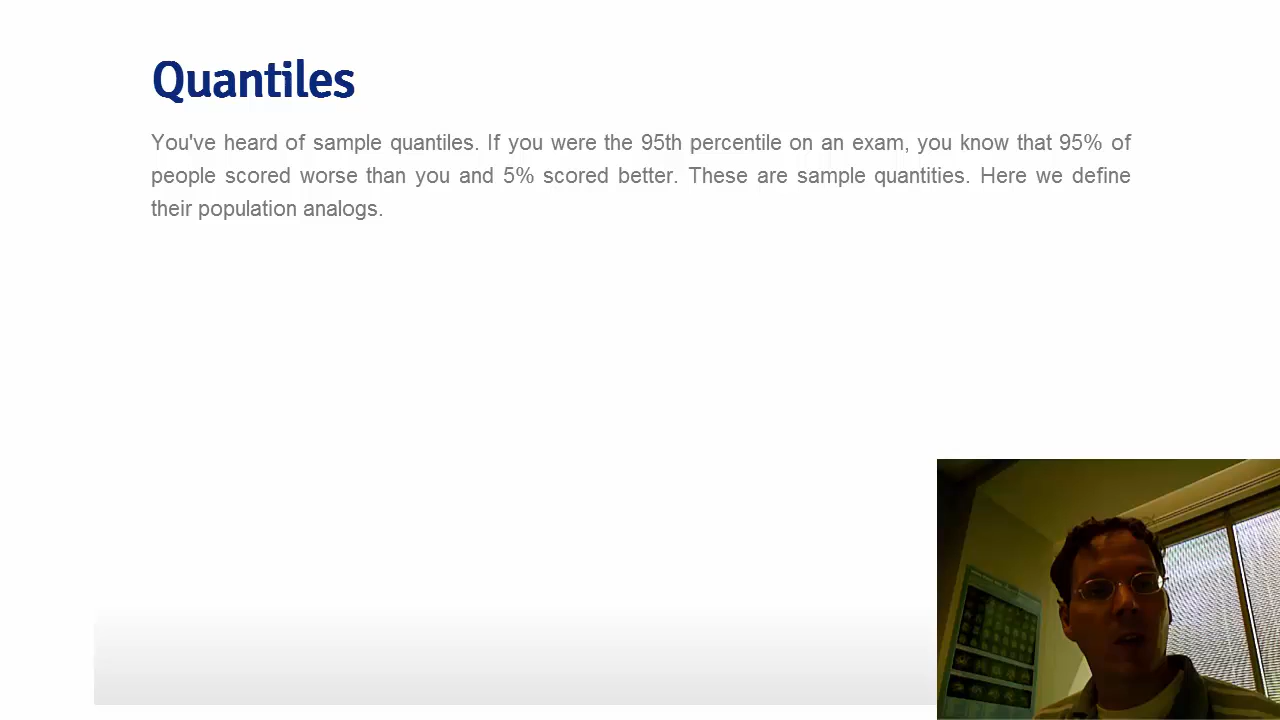 Quantiles
You've heard of sample quantiles. If you were the 95th percentile on an exam, you know that 95% of
people scored worse than you and 5% scored better. These are sample quantities. Here we define
their population analogs.